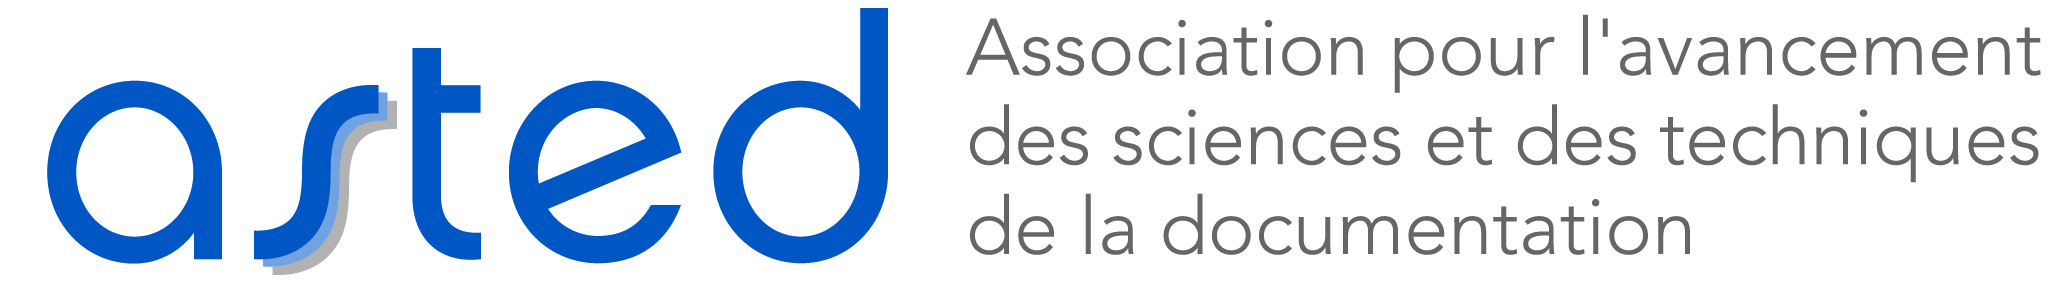 asted
Association pour l'avancement
des sciences et des techniques
de la documentation